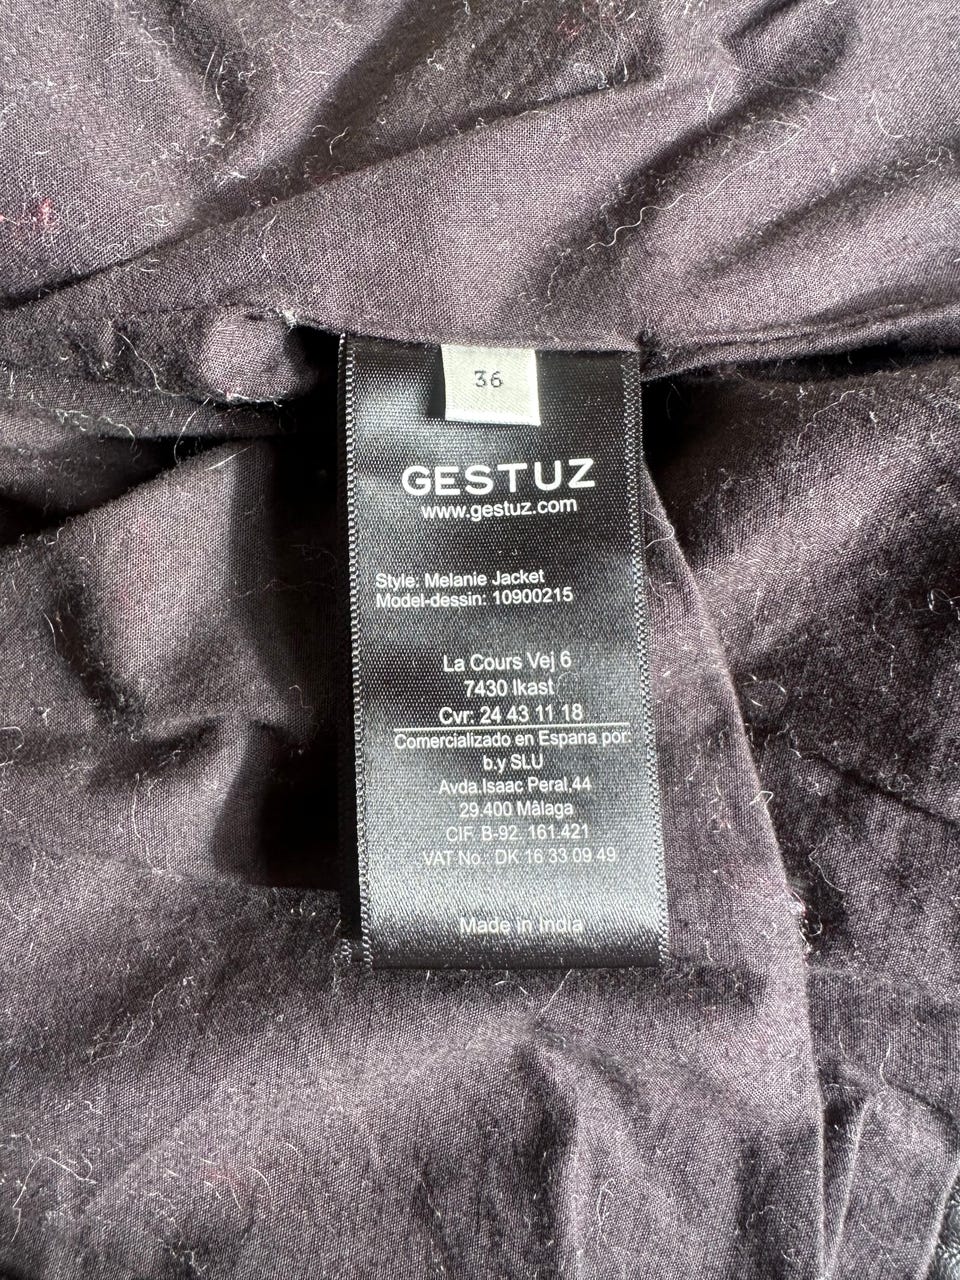 36
GESTUZ
www.gestuz.com
Style: Melanie Jacket
Model-dessin: 10900215
La Cours Vej 6
7430 Ikast
Cvr: 24 43 11 18
Comercializado en Espana por:
b.y SLU
Avda.Isaac Peral,44
29.400 Màlaga
CIF. B-92. 161.421
VAT No.: DK 16 33 09 49
Made in India